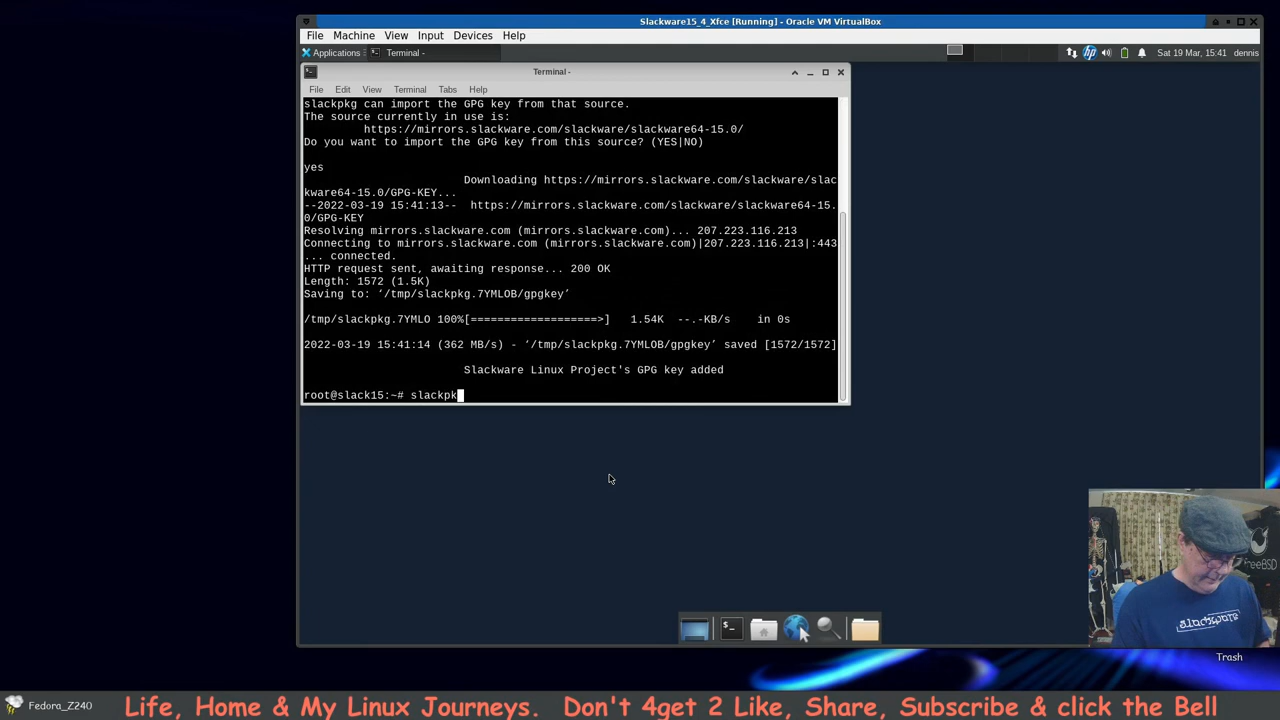 Slackware15_4_Xfce [Running] - Oracle VM VirtualBox
File Machine View Input Devices Help
Applications Terminal - Sat 19 Mar, 15:41 dennis
Terminal -
File Edit View Terminal Tabs Help
slackpkg can import the GPG key from that source.
The source currently in use is:
https://mirrors.slackware.com/slackware/slackware64-15.0/
Do you want to import the GPG key from this source? (YES|NO)
yes
Downloading https://mirrors.slackware.com/slackware/slac
kware64-15.0/GPG-KEY...
--2022-03-19 15:41:13-- https://mirrors.slackware.com/slackware/slackware64-15.
0/GPG-KEY
Resolving mirrors.slackware.com (mirrors.slackware.com)... 207.223.116.213
Connecting to mirrors.slackware.com (mirrors.slackware.com)|207.223.116.213|:443
... connected.
HTTP request sent, awaiting response... 200 OK
Length: 1572 (1.5K)
Saving to: ‘/tmp/slackpkg.7YMLOB/gpgkey’
/tmp/slackpkg.7YMLO 100%[===================>] 1.54K --.-KB/s in 0s
2022-03-19 15:41:14 (362 MB/s) - ‘/tmp/slackpkg.7YMLOB/gpgkey’ saved [1572/1572]
Slackware Linux Project's GPG key added
root@slack15:~# slackpk
hp
FreeBSD
slackware
Trash
Fedora_Z240
Life, Home & My Linux Journeys. Don't 4get 2 Like, Share, Subscribe & click the Bell